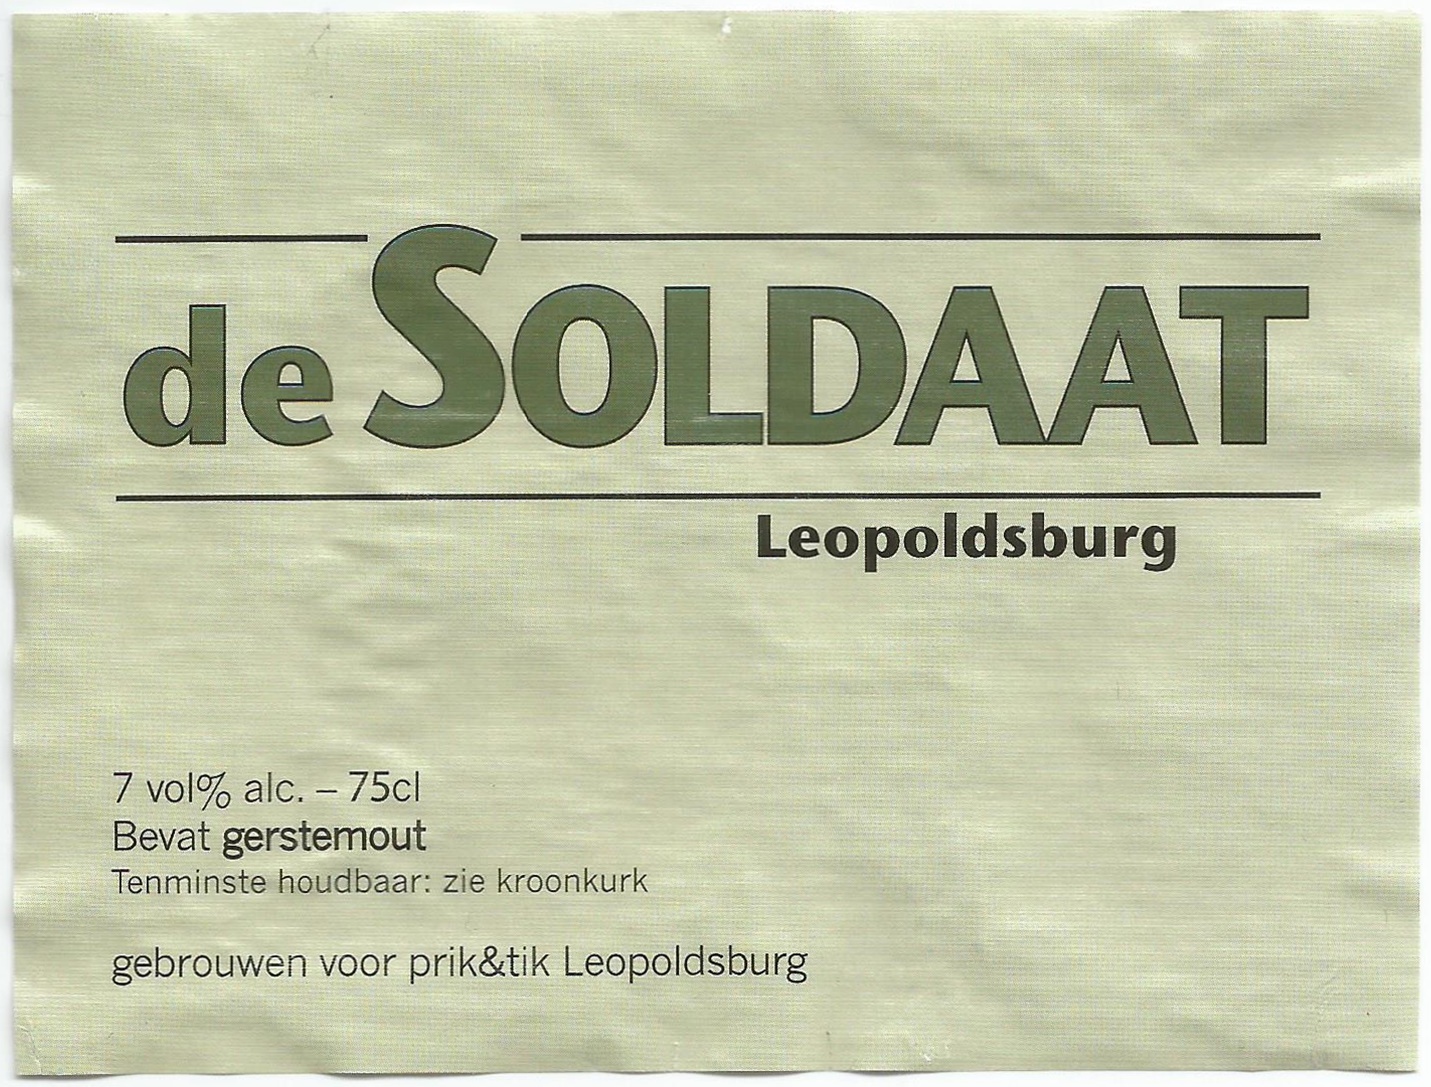 de SOLDAAT
Leopoldsburg
7 vol% alc. – 75cl
Bevat gerstemout
Tenminste houdbaar: zie kroonkurk
gebrouwen voor prik&tik Leopoldsburg